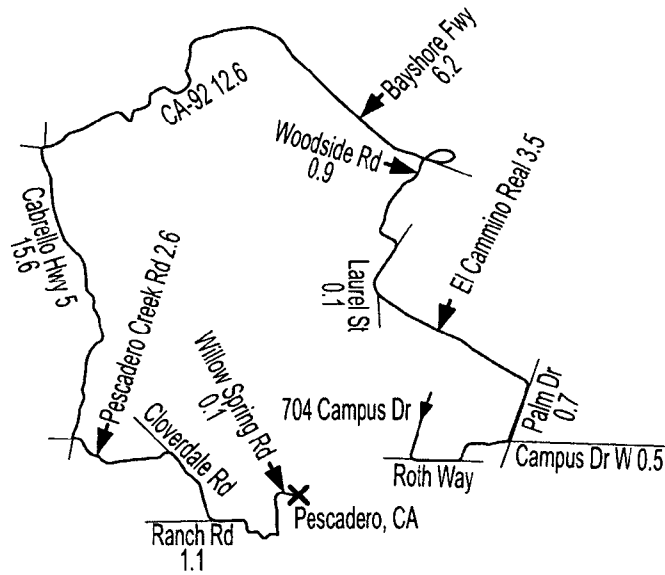 Bayshore Fwy
6.2
CA-92 12.6
Woodside Rd
0.9
El Cammino Real 3.5
Cabrello Hwy 5
15.6
Pescadero Creek Rd 2.6
Laurel St
0.1
Willow Spring Rd
0.1
704 Campus Dr
Palm Dr
0.7
Cloverdale Rd
Roth Way
Campus Dr W 0.5
Pescadero, CA
Ranch Rd
1.1